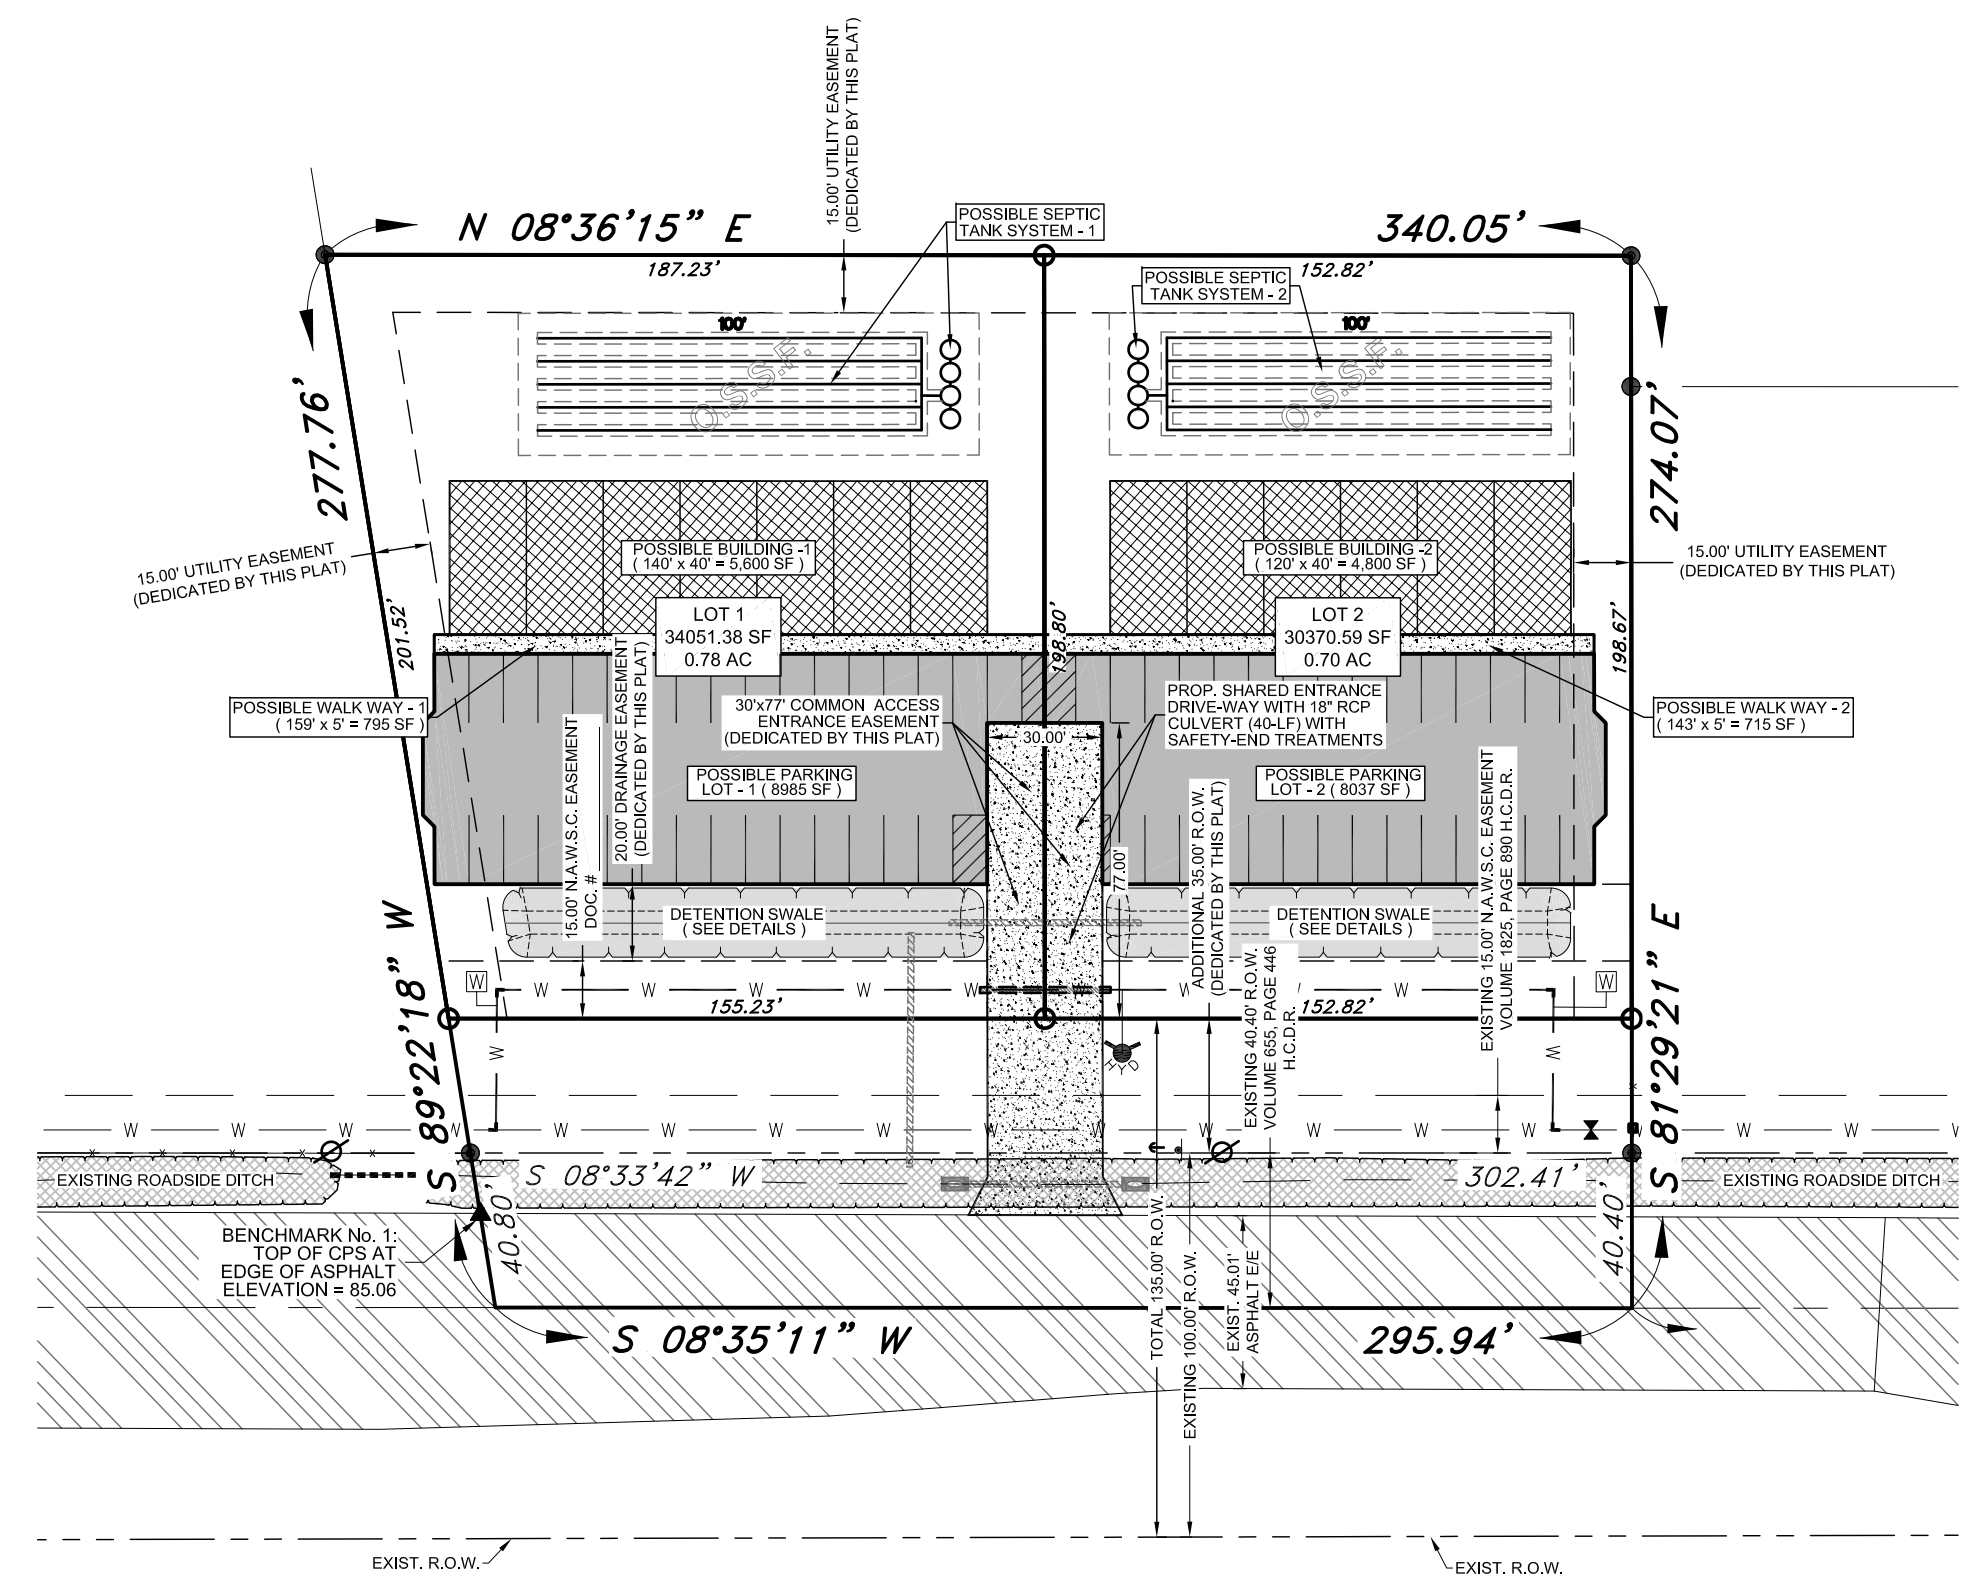 15.00' UTILITY EASEMENT
(DEDICATED BY THIS PLAT)
N 08°36'15" E
340.05'
187.23'
152.82'
POSSIBLE SEPTIC
TANK SYSTEM - 1
POSSIBLE SEPTIC
TANK SYSTEM - 2
100'
100'
O.S.S.F.
O.S.S.F.
277.76'
274.07'
15.00' UTILITY EASEMENT
(DEDICATED BY THIS PLAT)
POSSIBLE BUILDING -1
( 140' x 40' = 5,600 SF )
POSSIBLE BUILDING -2
( 120' x 40' = 4,800 SF )
15.00' UTILITY EASEMENT
(DEDICATED BY THIS PLAT)
201.52'
LOT 1
34051.38 SF
0.78 AC
198.80'
LOT 2
30370.59 SF
0.70 AC
198.67'
POSSIBLE WALK WAY - 1
( 159' x 5' = 795 SF )
30'x77' COMMON ACCESS
ENTRANCE EASEMENT
(DEDICATED BY THIS PLAT)
PROP. SHARED ENTRANCE
DRIVE-WAY WITH 18" RCP
CULVERT (40-LF) WITH
SAFETY-END TREATMENTS
POSSIBLE WALK WAY - 2
( 143' x 5' = 715 SF )
30.00'
POSSIBLE PARKING
LOT - 1 ( 8985 SF )
POSSIBLE PARKING
LOT - 2 ( 8037 SF )
15.00' N.A.W.S.C. EASEMENT
DOC. #
20.00' DRAINAGE EASEMENT
(DEDICATED BY THIS PLAT)
77.00'
ADDITIONAL 35.00' R.O.W.
(DEDICATED BY THIS PLAT)
EXISTING 40.40' R.O.W.
VOLUME 655, PAGE 446
H.C.D.R.
EXISTING 15.00' N.A.W.S.C. EASEMENT
VOLUME 1825, PAGE 890 H.C.D.R.
DETENTION SWALE
( SEE DETAILS )
DETENTION SWALE
( SEE DETAILS )
S 89°22'18" W
S 81°29'21" E
W
W W W W W W W W W
W
155.23'
152.82'
W
HYD
W
W W W W W W W W W W W W W W W W W W
EXISTING ROADSIDE DITCH
S 08°33'42" W
302.41'
EXISTING ROADSIDE DITCH
40.80'
40.40'
BENCHMARK No. 1:
TOP OF CPS AT
EDGE OF ASPHALT
ELEVATION = 85.06
TOTAL 135.00' R.O.W.
EXISTING 100.00' R.O.W.
EXIST. 45.01'
ASPHALT E/E
S 08°35'11" W
295.94'
EXIST. R.O.W.
EXIST. R.O.W.